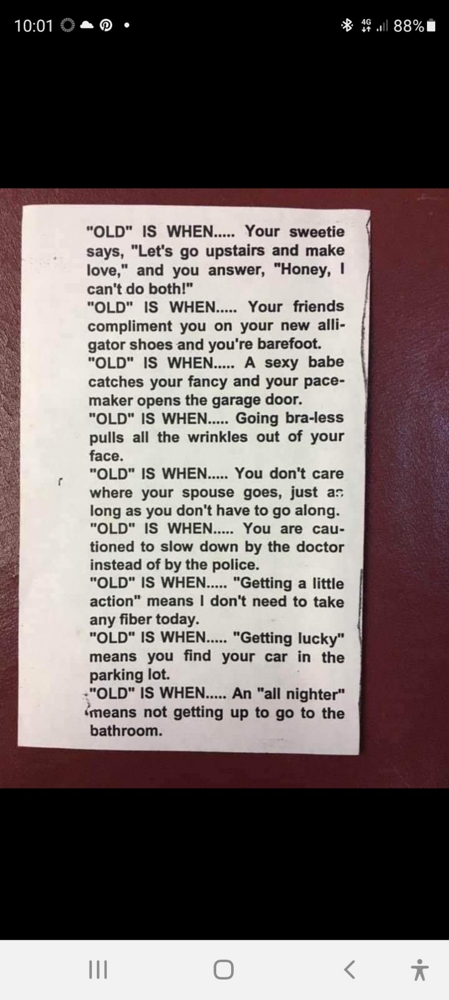 10:01
4G
88%
"OLD" IS WHEN..... Your sweetie
says, "Let's go upstairs and make
love," and you answer, "Honey, I
can't do both!"
"OLD" IS WHEN..... Your friends
compliment you on your new alli-
gator shoes and you're barefoot.
"OLD" IS WHEN..... A sexy babe
catches your fancy and your pace-
maker opens the garage door.
"OLD" IS WHEN..... Going bra-less
pulls all the wrinkles out of your
face.
"OLD" IS WHEN..... You don't care
where your spouse goes, just as
long as you don't have to go along.
"OLD" IS WHEN..... You are cau-
tioned to slow down by the doctor
instead of by the police.
"OLD" IS WHEN..... "Getting a little
action" means I don't need to take
any fiber today.
"OLD" IS WHEN..... "Getting lucky"
means you find your car in the
parking lot.
"OLD" IS WHEN..... An "all nighter"
means not getting up to go to the
bathroom.